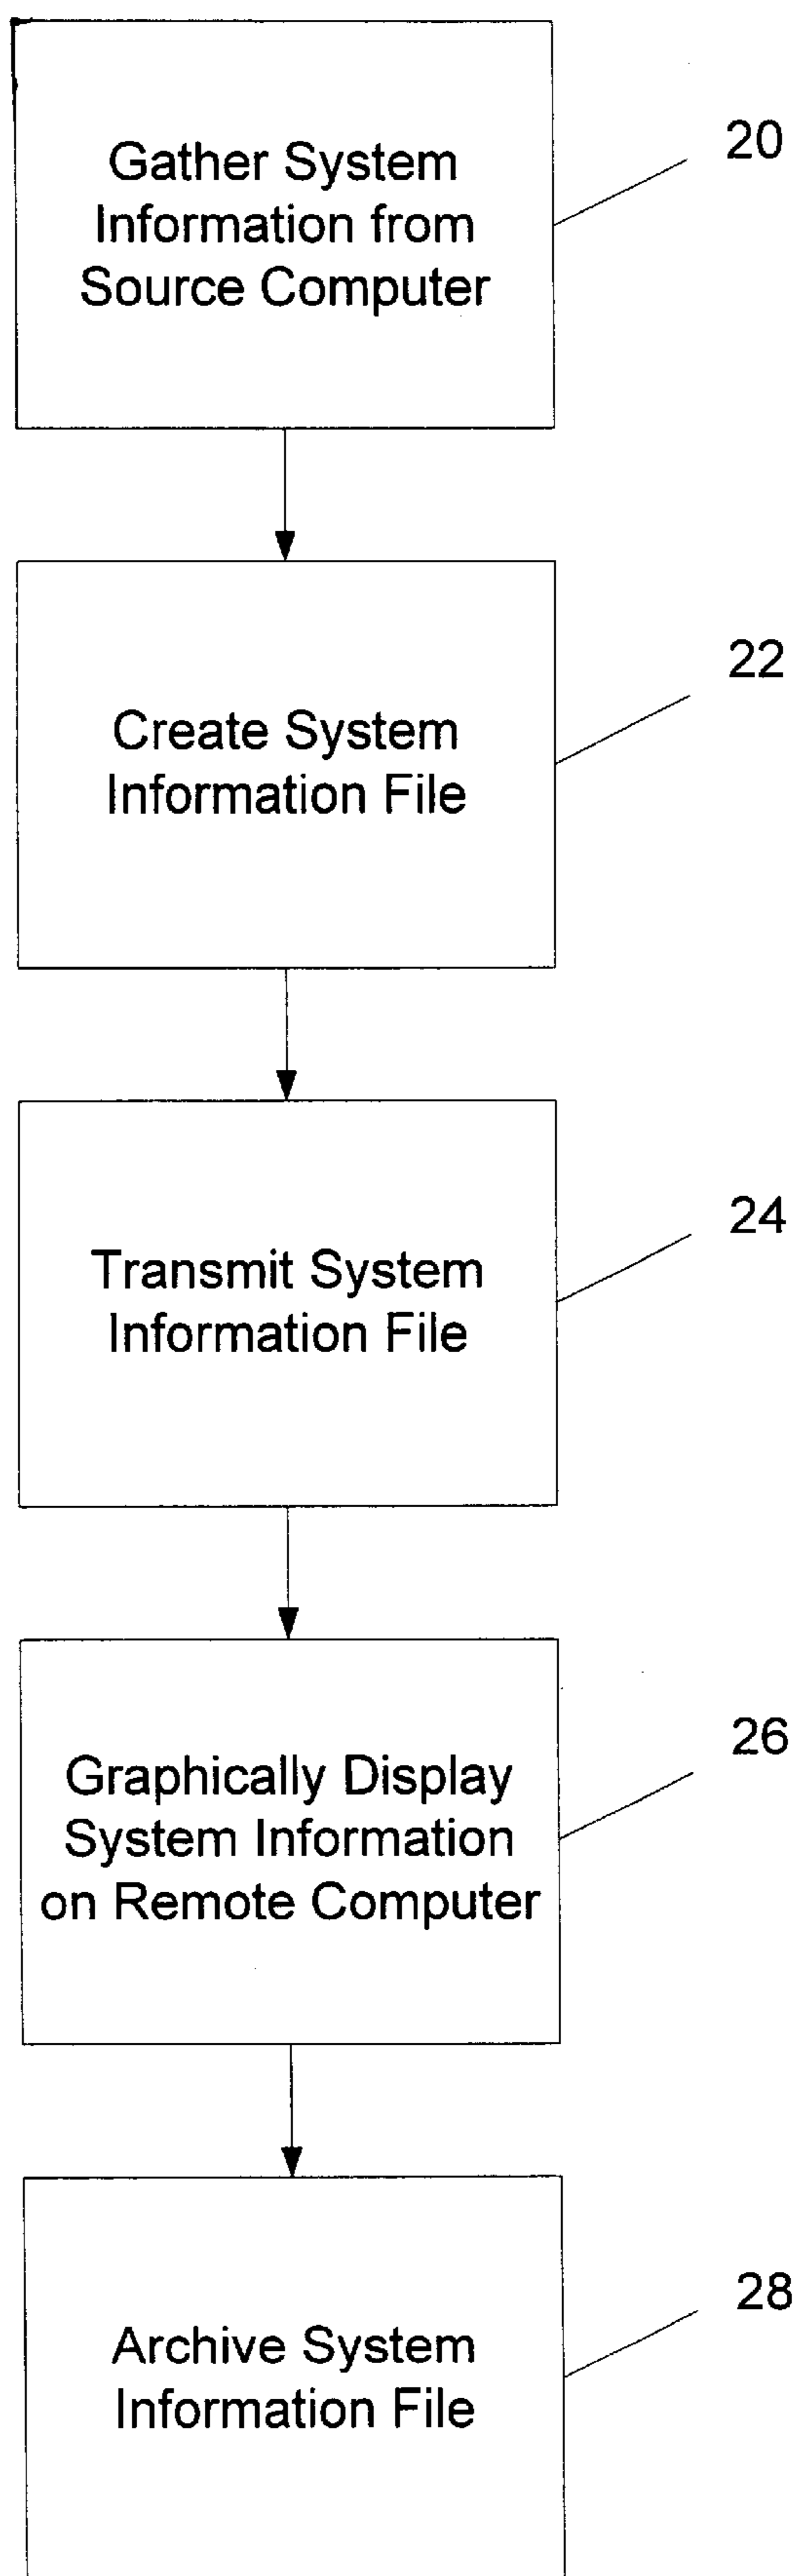 Gather System
Information from
Source Computer
20
Create System
Information File
22
Transmit System
Information File
24
Graphically Display
System Information
on Remote Computer
26
Archive System
Information File
28